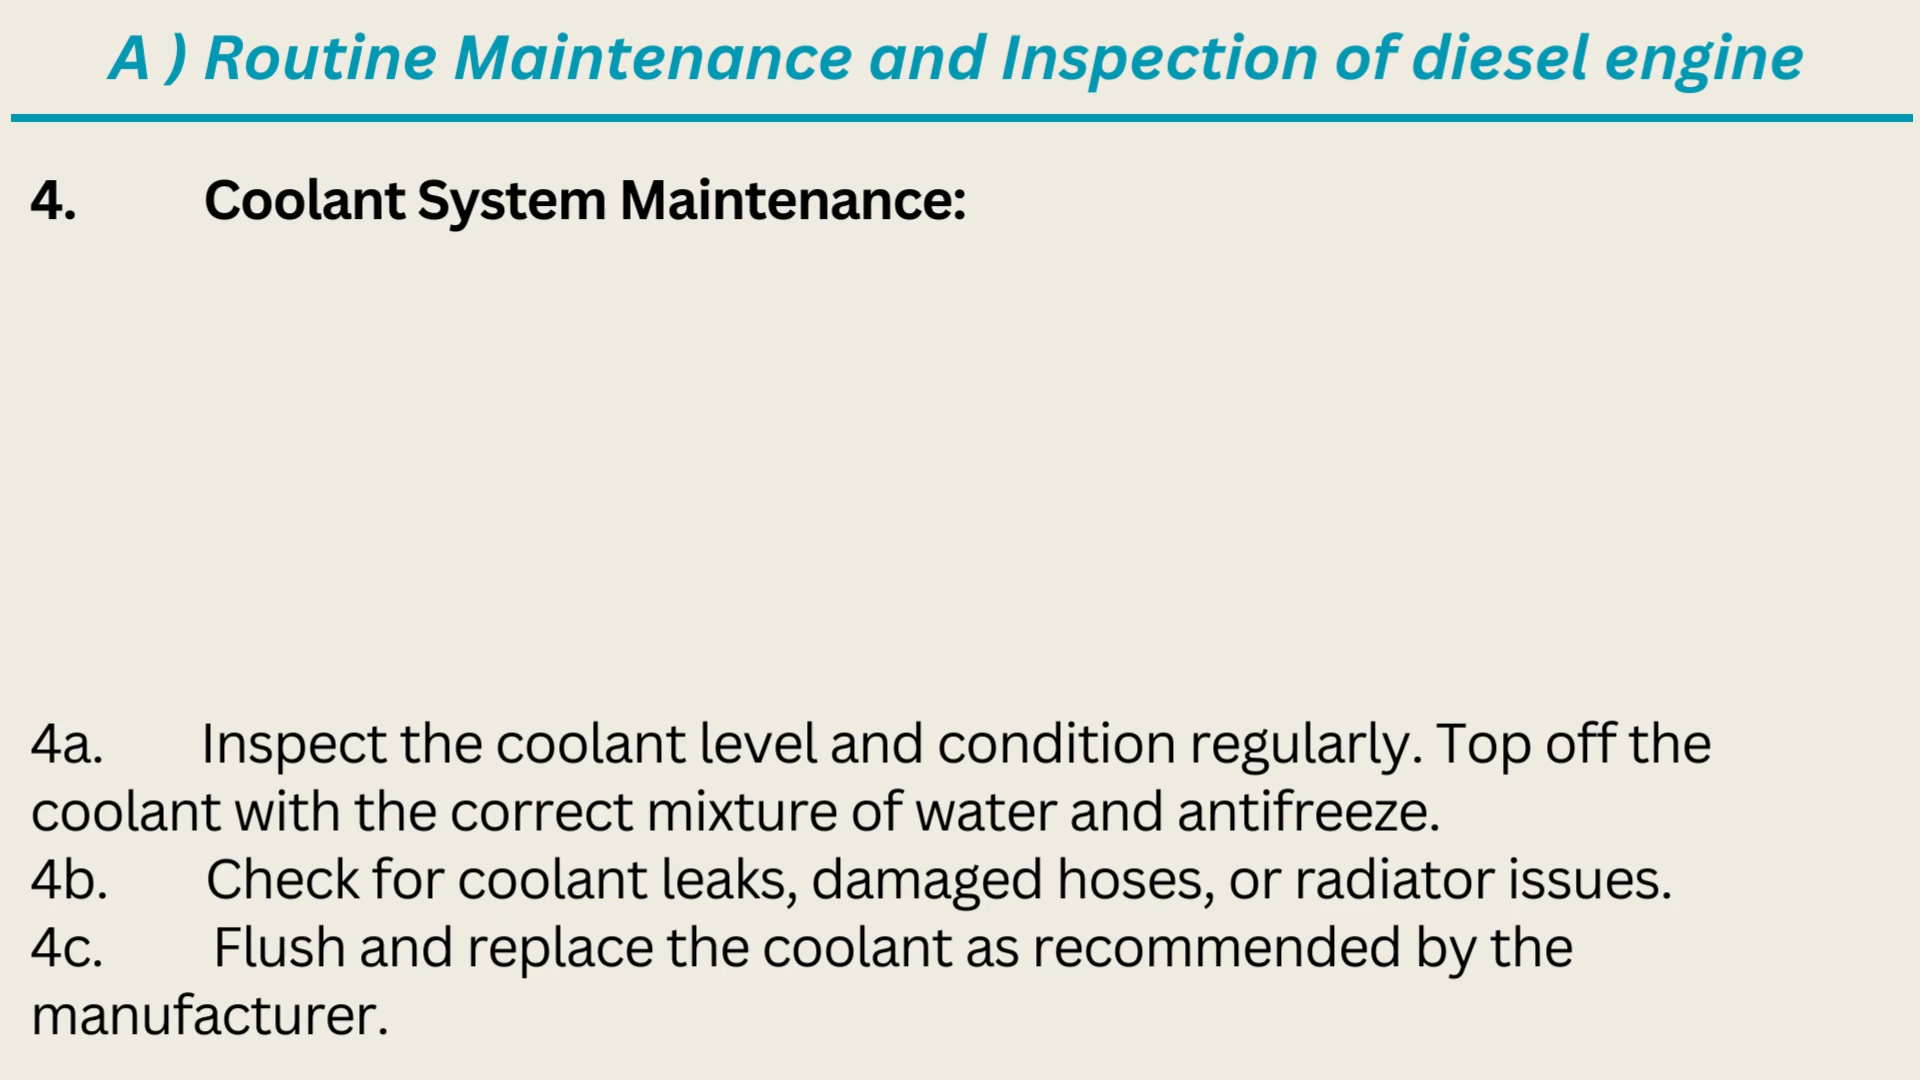 A ) Routine Maintenance and Inspection of diesel engine
4. Coolant System Maintenance:
4a. Inspect the coolant level and condition regularly. Top off the
coolant with the correct mixture of water and antifreeze.
4b. Check for coolant leaks, damaged hoses, or radiator issues.
4c. Flush and replace the coolant as recommended by the
manufacturer.